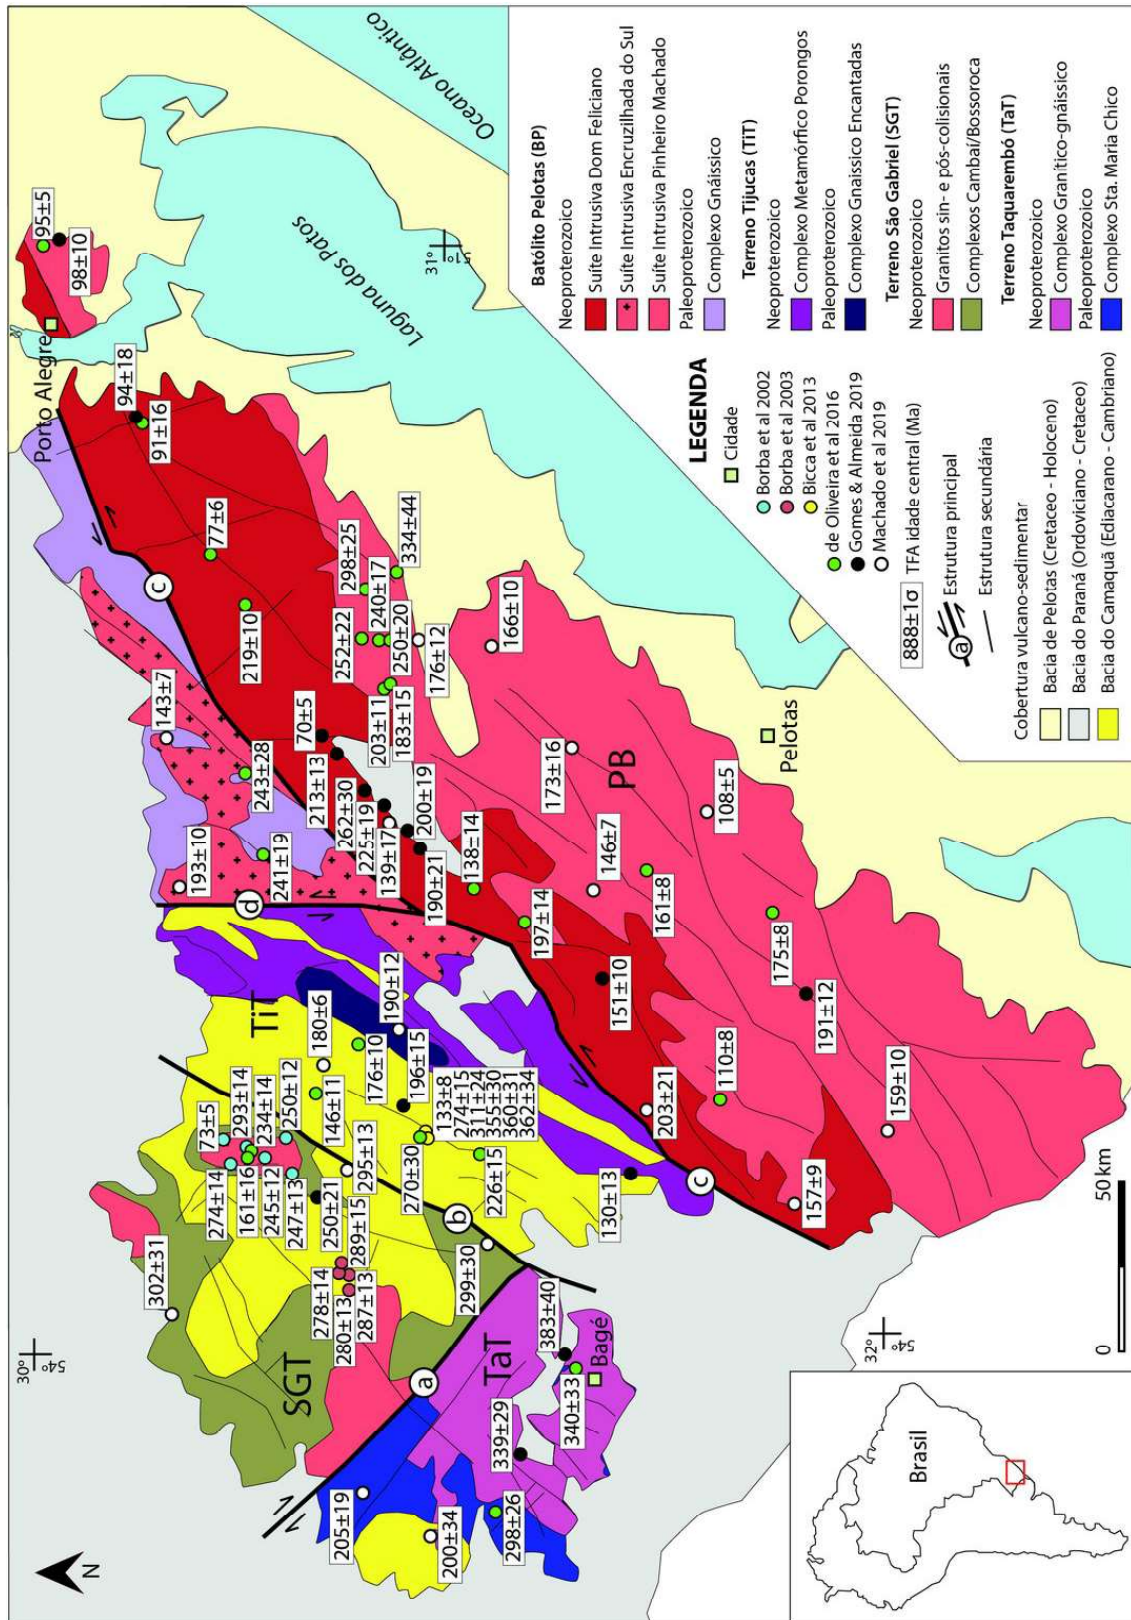 N
30º
54º
Porto Alegre
95±5
98±10
94±18
91±16
Oceano Atlântico
Laguna dos Patos
31º
51º
302±31
SGT
274±14
73±5
293±14
234±14
161±16
245±12
250±12
247±13
250±21
278±14
280±13
289±15
287±13
295±13
TiT
180±6
146±11
176±10
190±12
196±15
133±8
274±15
311±24
355±30
360±31
362±34
270±30
226±15
130±13
b
299±30
a
TaT
205±19
200±34
298±26
339±29
383±40
340±33
Bagé
193±10
143±7
241±19
243±28
d
c
219±10
77±6
70±5
213±13
262±30
225±19
139±17
190±21
200±19
252±22
298±25
240±17
334±44
250±20
203±11
183±15
176±12
166±10
138±14
197±14
151±10
173±16
PB
146±7
161±8
108±5
Pelotas
175±8
191±12
110±8
203±21
c
157±9
159±10
32º
54º
0
50 km
Brasil
LEGENDA
Cidade
Borba et al 2002
Borba et al 2003
Bicca et al 2013
de Oliveira et al 2016
Gomes & Almeida 2019
Machado et al 2019
888±1σ TFA idade central (Ma)
a Estrutura principal
Estrutura secundária
Cobertura vulcano-sedimentar
Bacia de Pelotas (Cretaceo - Holoceno)
Bacia do Paraná (Ordoviciano - Cretaceo)
Bacia do Camaquã (Ediacarano - Cambriano)
Batólito Pelotas (BP)
Neoproterozoico
Suíte Intrusiva Dom Feliciano
Suíte Intrusiva Encruzilhada do Sul
Suíte Intrusiva Pinheiro Machado
Paleoproterozoico
Complexo Gnáissico
Terreno Tijucas (TiT)
Neoproterozoico
Complexo Metamórfico Porongos
Paleoproterozoico
Complexo Gnaissico Encantadas
Terreno São Gabriel (SGT)
Neoproterozoico
Granitos sin- e pós-colisionais
Complexos Cambaí/Bossoroca
Terreno Taquarembó (TaT)
Neoproterozoico
Complexo Granitico-gnáissico
Paleoproterozoico
Complexo Sta. Maria Chico